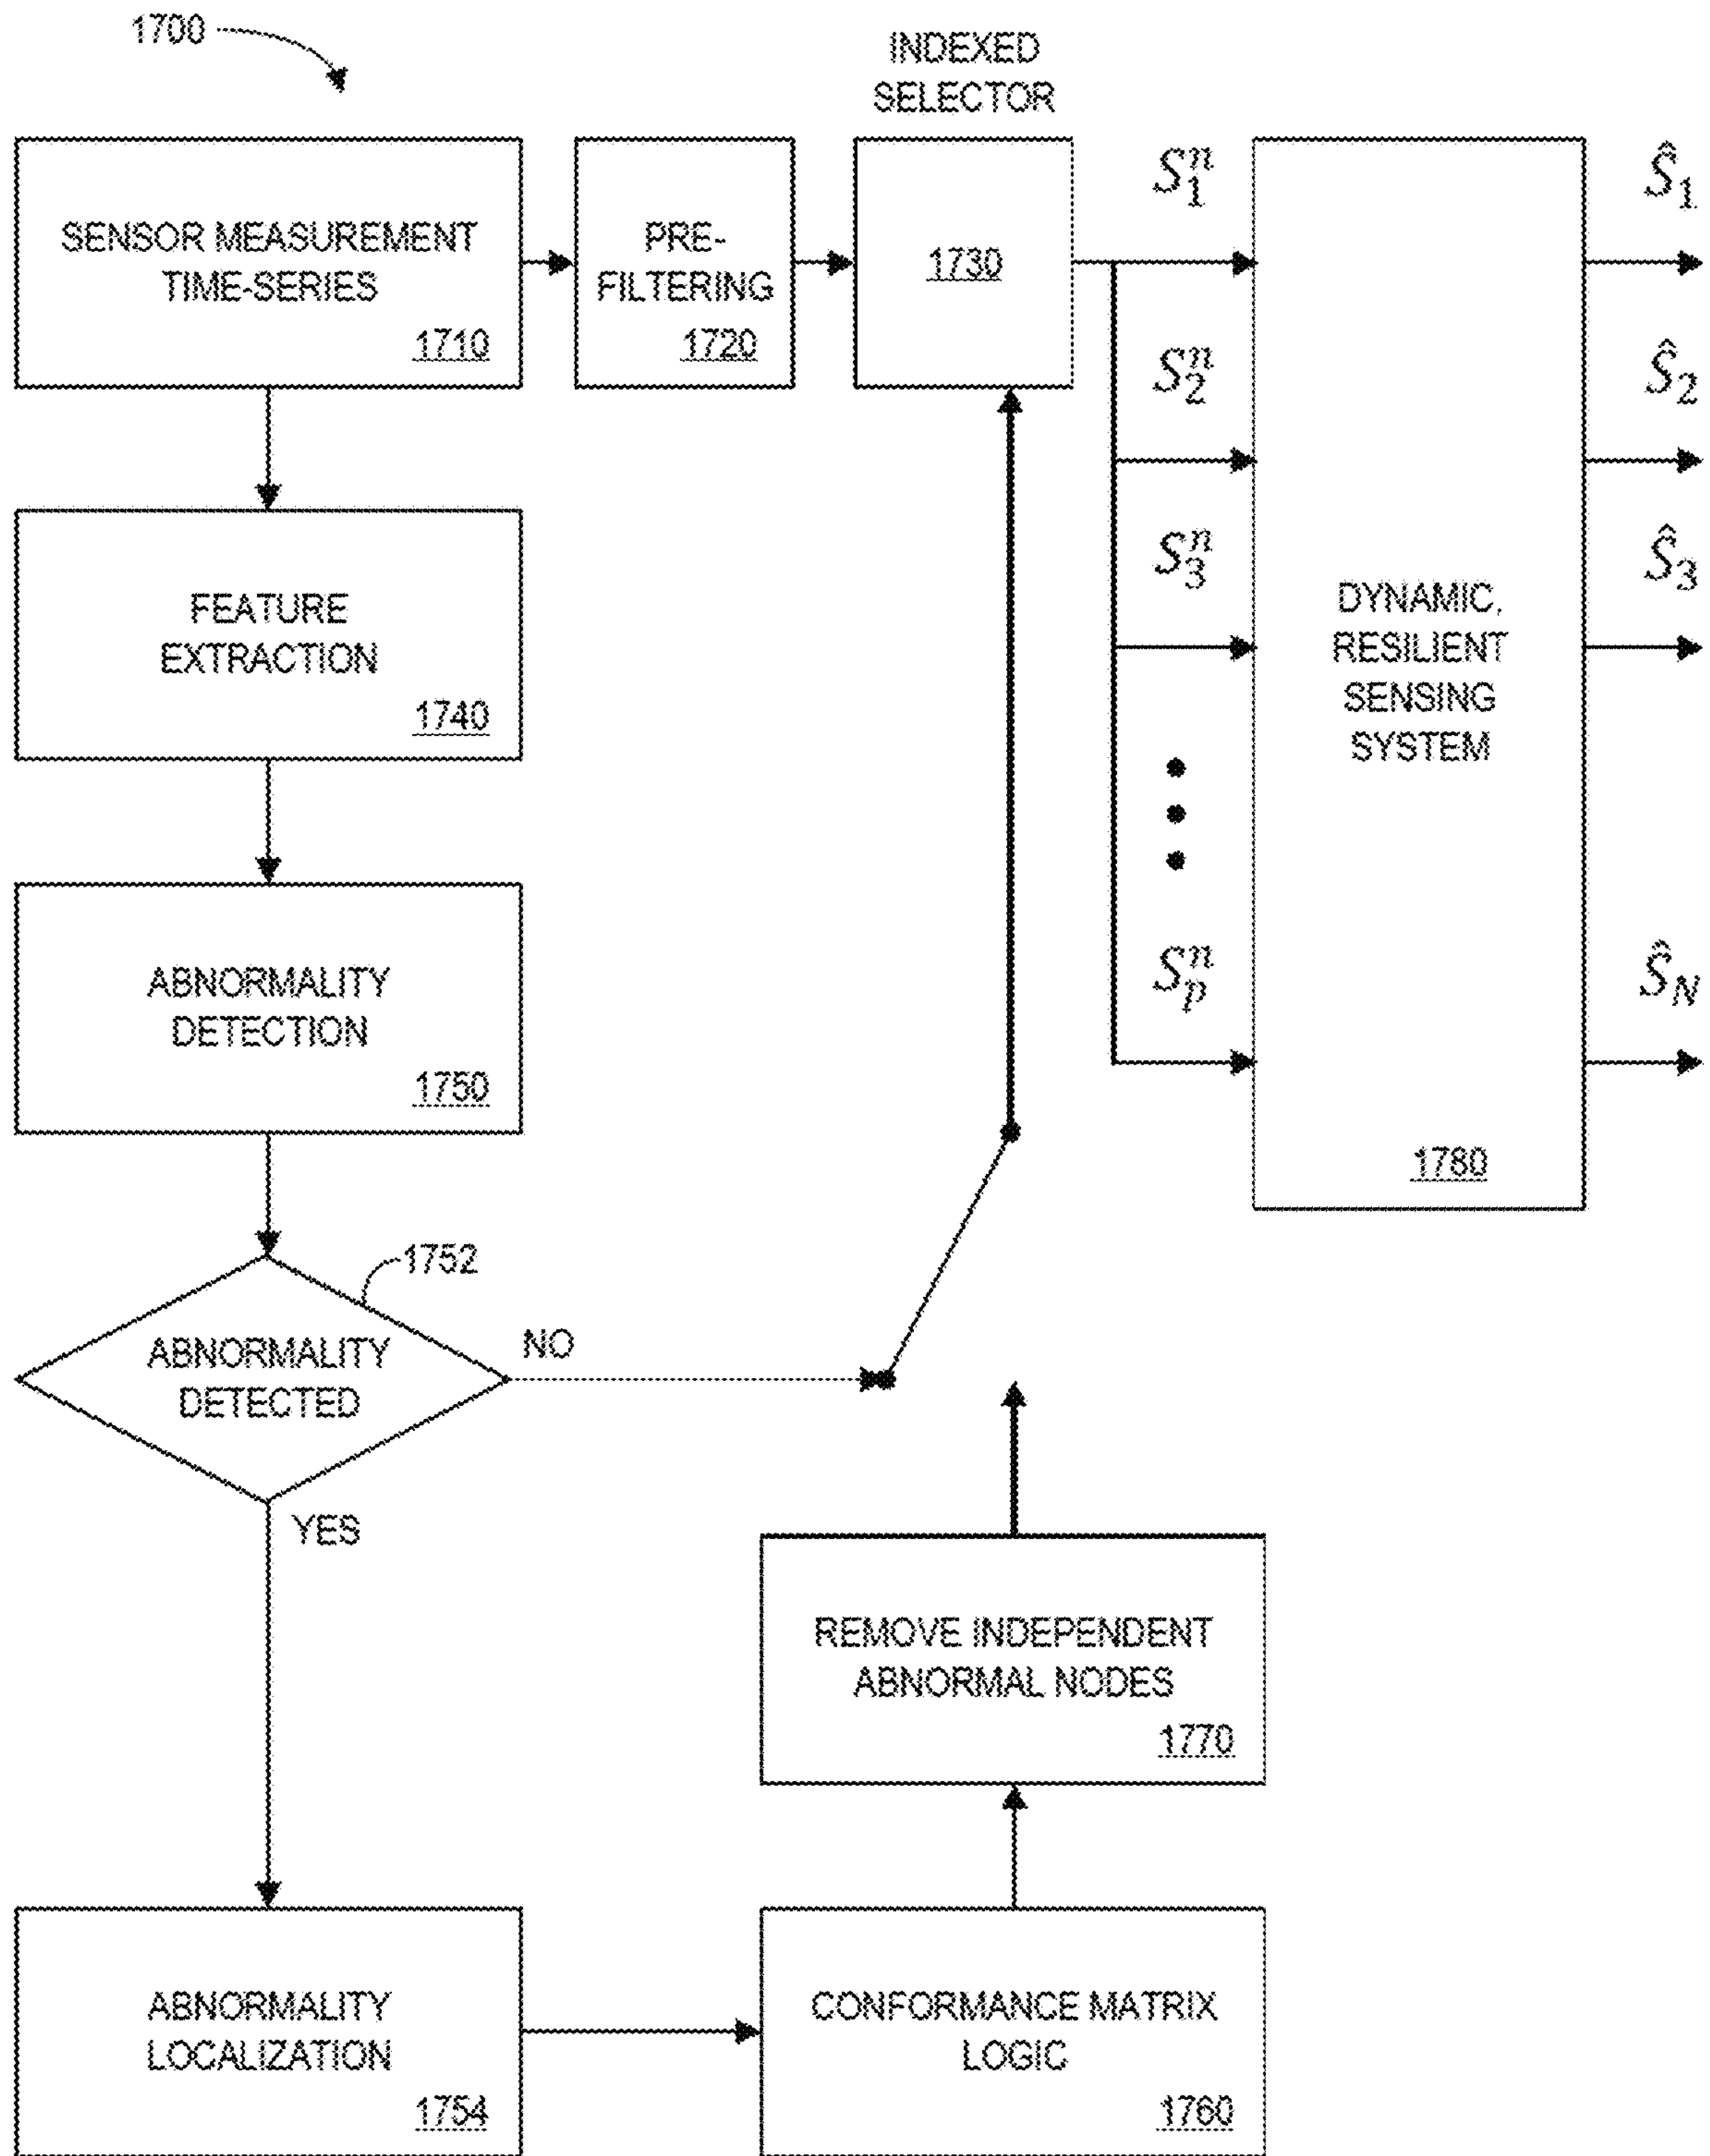 1700
INDEXED
SELECTOR
SENSOR MEASUREMENT
TIME-SERIES
1710
PRE-
FILTERING
1720
1730
S₁ⁿ
Ŝ₁
S₂ⁿ
Ŝ₂
S₃ⁿ
Ŝ₃
Sₚⁿ
Ŝ_N
DYNAMIC,
RESILIENT
SENSING
SYSTEM
1780
FEATURE
EXTRACTION
1740
ABNORMALITY
DETECTION
1750
1752
ABNORMALITY
DETECTED
NO
YES
REMOVE INDEPENDENT
ABNORMAL NODES
1770
ABNORMALITY
LOCALIZATION
1754
CONFORMANCE MATRIX
LOGIC
1760